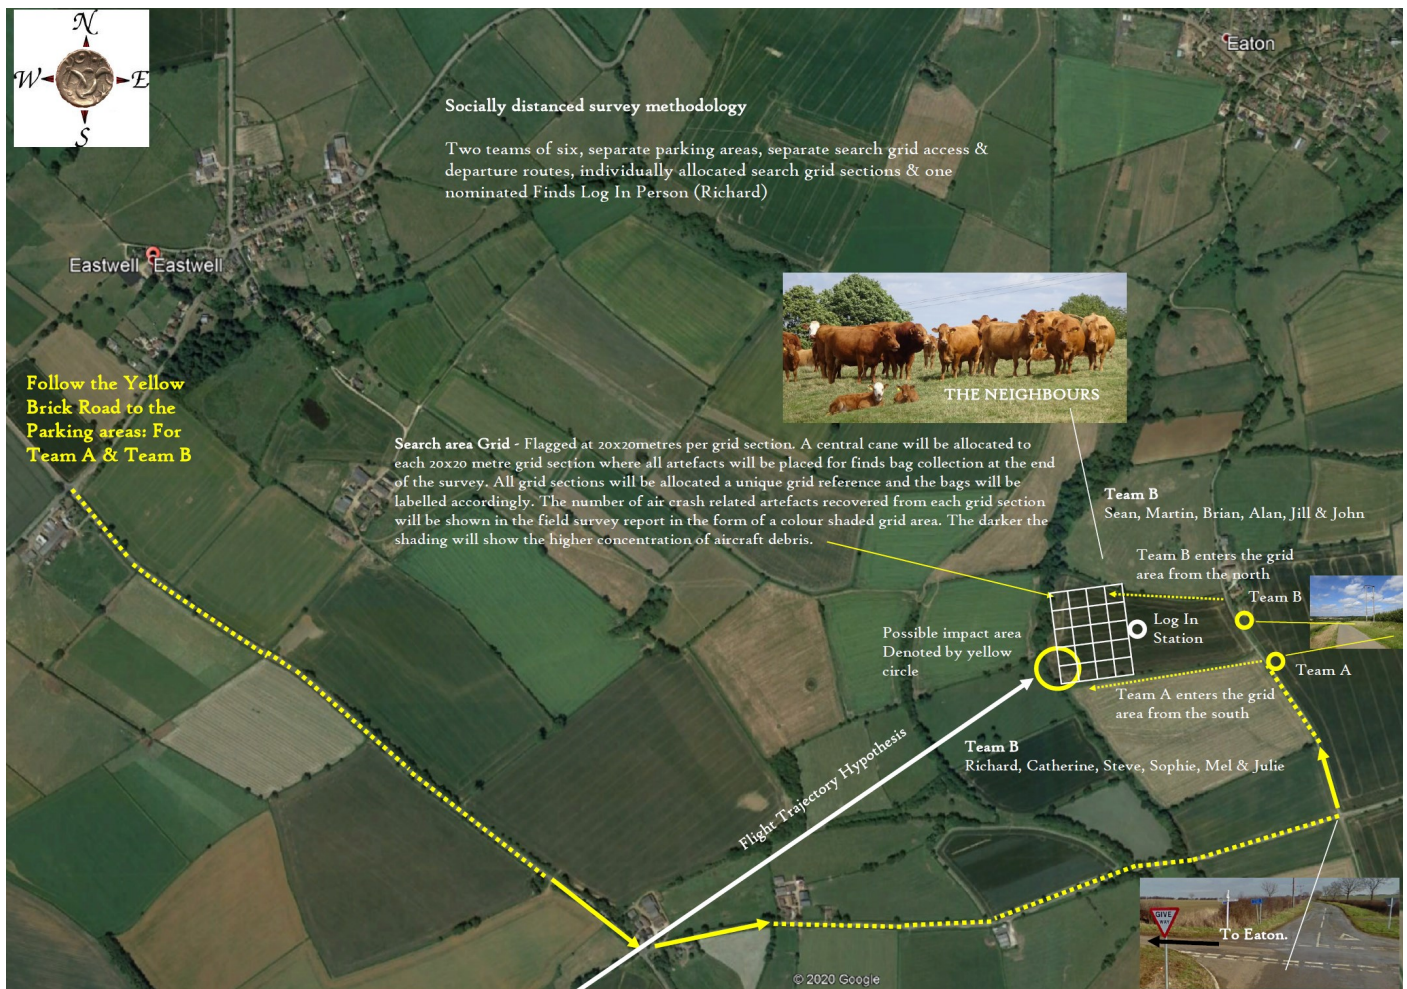 N
W E
S
Eaton
Socially distanced survey methodology
Two teams of six, separate parking areas, separate search grid access &
departure routes, individually allocated search grid sections & one
nominated Finds Log In Person (Richard)
Eastwell Eastwell
THE NEIGHBOURS
Follow the Yellow
Brick Road to the
Parking areas: For
Team A & Team B
Search area Grid - Flagged at 20x20metres per grid section. A central cane will be allocated to
each 20x20 metre grid section where all artefacts will be placed for finds bag collection at the end
of the survey. All grid sections will be allocated a unique grid reference and the bags will be
labelled accordingly. The number of air crash related artefacts recovered from each grid section
will be shown in the field survey report in the form of a colour shaded grid area. The darker the
shading will show the higher concentration of aircraft debris.
Team B
Sean, Martin, Brian, Alan, Jill & John
Team B enters the grid
area from the north
Team B
Log In
Station
Possible impact area
Denoted by yellow
circle
Team A
Team A enters the grid
area from the south
Team B
Richard, Catherine, Steve, Sophie, Mel & Julie
Flight Trajectory Hypothesis
GIVE
WAY
To Eaton.
© 2020 Google